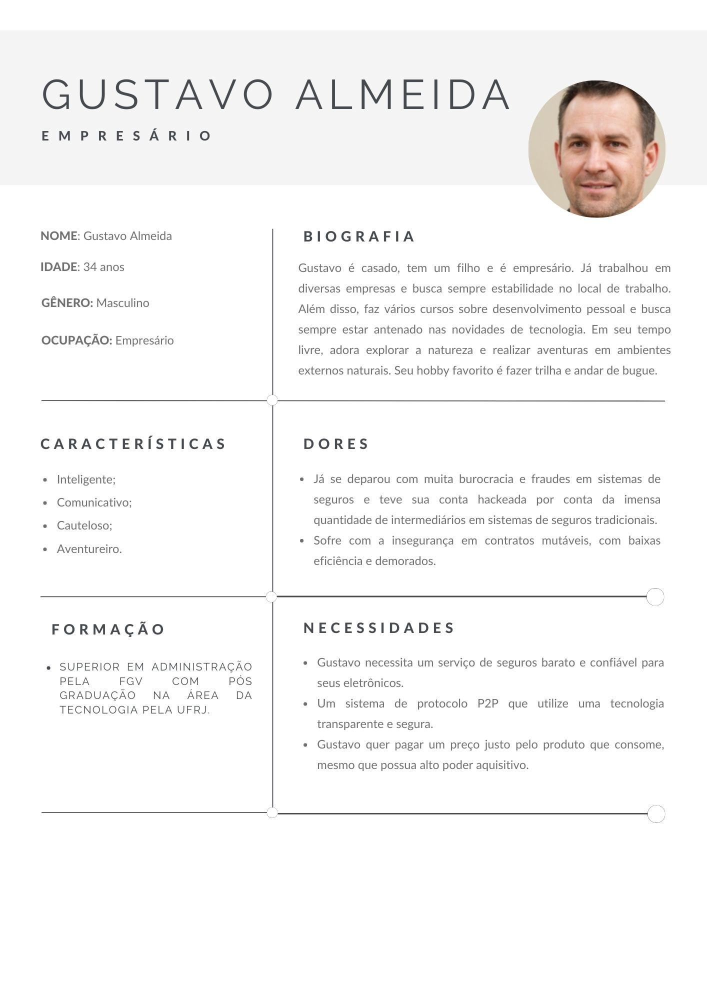 GUSTAVO ALMEIDA
EMPRESÁRIO
NOME: Gustavo Almeida
IDADE: 34 anos
GÊNERO: Masculino
OCUPAÇÃO: Empresário
BIOGRAFIA
Gustavo é casado, tem um filho e é empresário. Já trabalhou em
diversas empresas e busca sempre estabilidade no local de trabalho.
Além disso, faz vários cursos sobre desenvolvimento pessoal e busca
sempre estar antenado nas novidades de tecnologia. Em seu tempo
livre, adora explorar a natureza e realizar aventuras em ambientes
externos naturais. Seu hobby favorito é fazer trilha e andar de bugue.
CARACTERÍSTICAS
• Inteligente;
• Comunicativo;
• Cauteloso;
• Aventureiro.
DORES
• Já se deparou com muita burocracia e fraudes em sistemas de
seguros e teve sua conta hackeada por conta da imensa
quantidade de intermediários em sistemas de seguros tradicionais.
• Sofre com a insegurança em contratos mutáveis, com baixas
eficiência e demorados.
FORMAÇÃO
• SUPERIOR EM ADMINISTRAÇÃO
PELA FGV COM PÓS
GRADUAÇÃO NA ÁREA DA
TECNOLOGIA PELA UFRJ.
NECESSIDADES
• Gustavo necessita um serviço de seguros barato e confiável para
seus eletrônicos.
• Um sistema de protocolo P2P que utilize uma tecnologia
transparente e segura.
• Gustavo quer pagar um preço justo pelo produto que consome,
mesmo que possua alto poder aquisitivo.